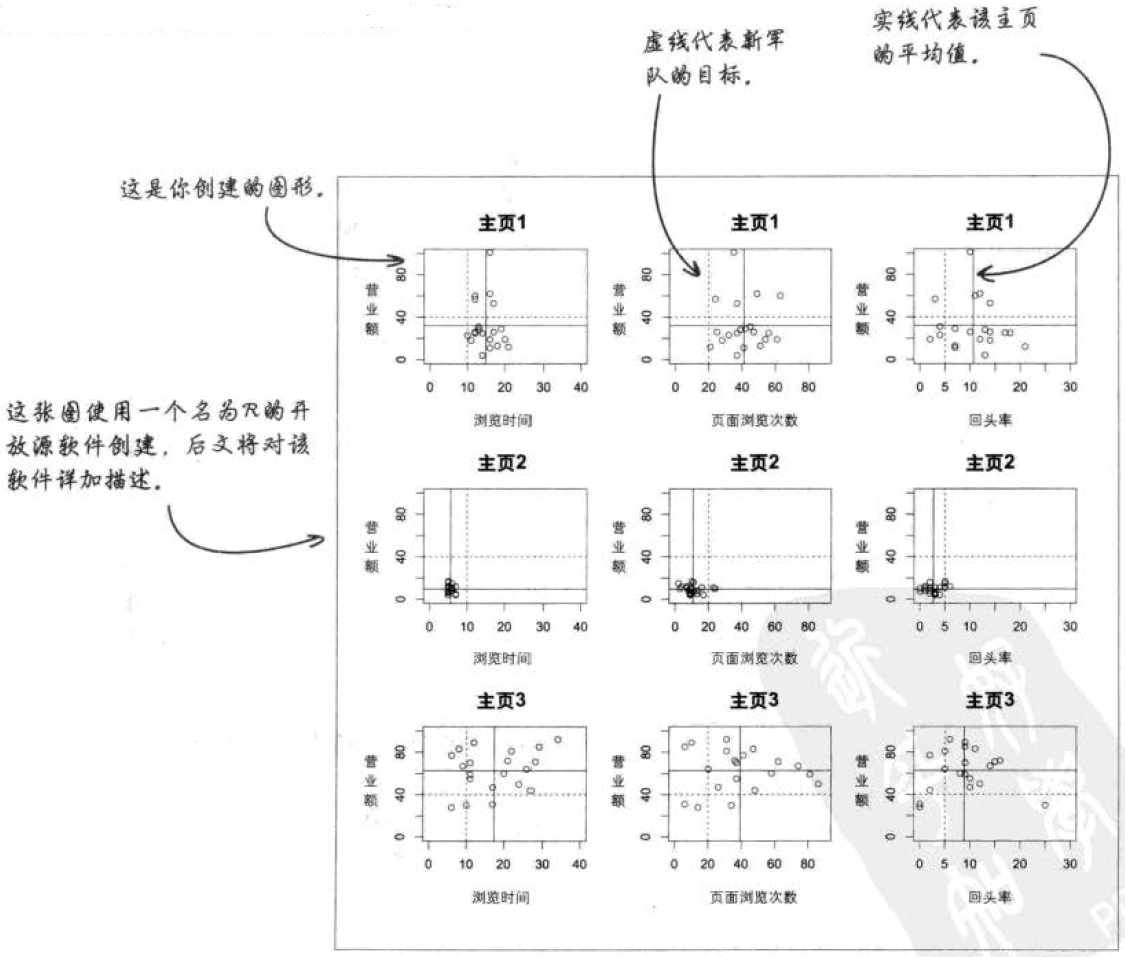 实线代表该主页
的平均值。
虚线代表新军
队的目标。
这是你创建的图形。
这张图使用一个名为R的开
放源软件创建，后文将对该
软件详加描述。
主页1
主页1
主页1
营业额
0 40 80
0 10 20 30 40
浏览时间
营业额
0 40 80
0 20 40 60 80
页面浏览次数
营业额
0 40 80
0 5 10 20 30
回头率
主页2
主页2
主页2
营业额
0 40 80
0 10 20 30 40
浏览时间
营业额
0 40 80
0 20 40 60 80
页面浏览次数
营业额
0 40 80
0 5 10 20 30
回头率
主页3
主页3
主页3
营业额
0 40 80
0 10 20 30 40
浏览时间
营业额
0 40 80
0 20 40 60 80
页面浏览次数
营业额
0 40 80
0 5 10 20 30
回头率